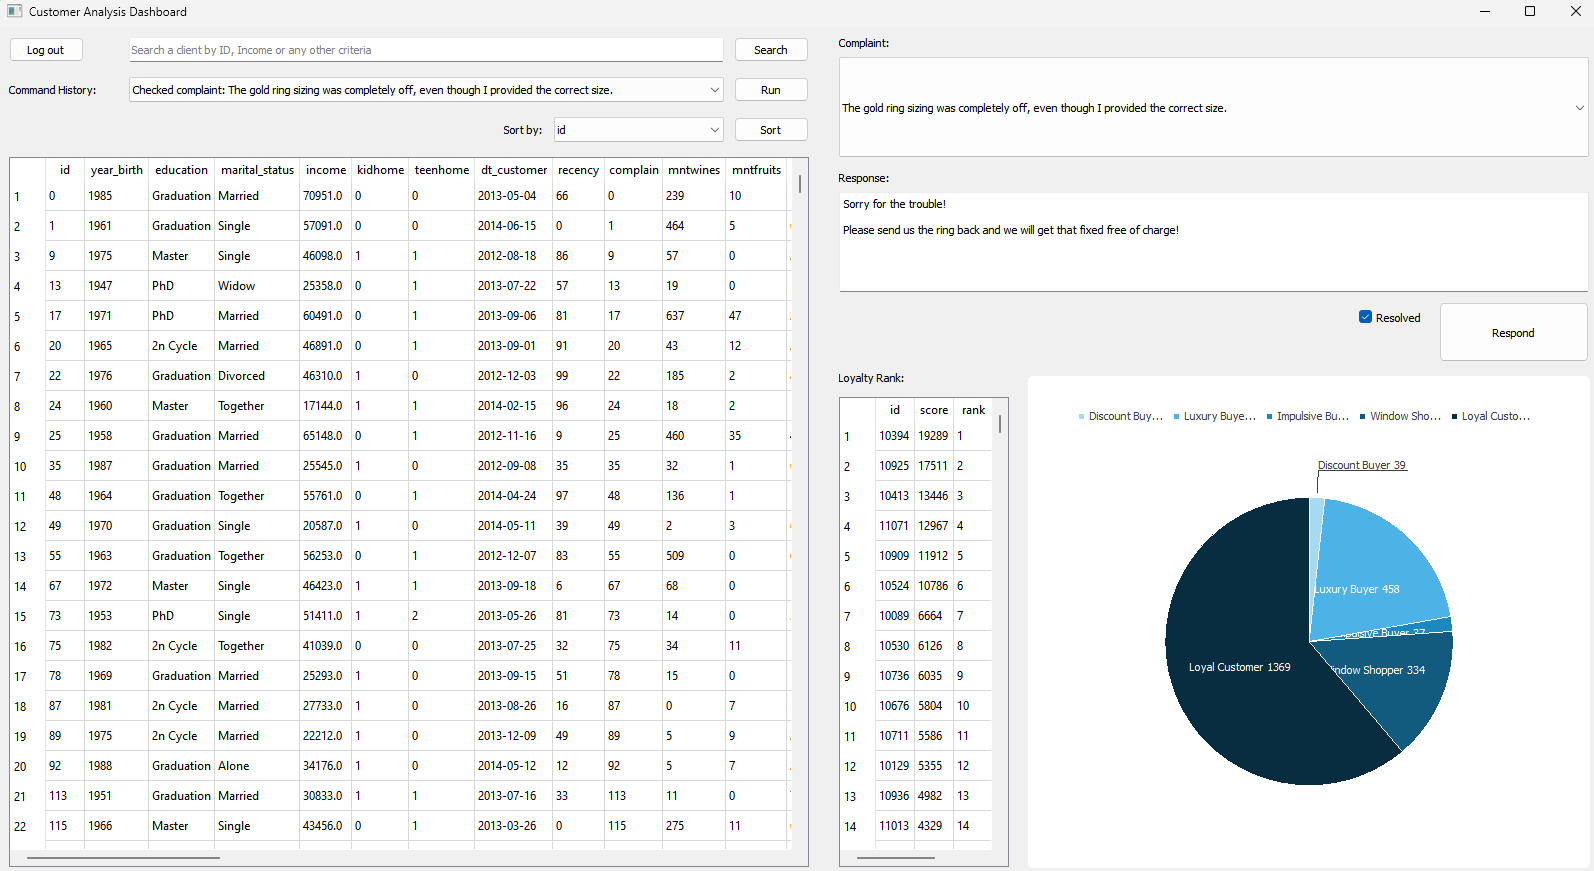 Customer Analysis Dashboard
Log out
Search a client by ID, Income or any other criteria
Search
Command History:
Checked complaint: The gold ring sizing was completely off, even though I provided the correct size.
Run
Sort by:
id
Sort
id year_birth education marital_status income kidhome teenhome dt_customer recency complain mntwines mntfruits
1 0 1985 Graduation Married 70951.0 0 0 2013-05-04 66 0 239 10
2 1 1961 Graduation Single 57091.0 0 0 2014-06-15 0 1 464 5
3 9 1975 Master Single 46098.0 1 1 2012-08-18 86 9 57 0
4 13 1947 PhD Widow 25358.0 0 1 2013-07-22 57 13 19 0
5 17 1971 PhD Married 60491.0 0 1 2013-09-06 81 17 637 47
6 20 1965 2n Cycle Married 46891.0 0 1 2013-09-01 91 20 43 12
7 22 1976 Graduation Divorced 46310.0 1 0 2012-12-03 99 22 185 2
8 24 1960 Master Together 17144.0 1 1 2014-02-15 96 24 18 2
9 25 1958 Graduation Married 65148.0 0 1 2012-11-16 9 25 460 35
10 35 1987 Graduation Married 25545.0 1 0 2012-09-08 35 35 32 1
11 48 1964 Graduation Together 55761.0 0 1 2014-04-24 97 48 136 1
12 49 1970 Graduation Single 20587.0 1 0 2014-05-11 39 49 2 3
13 55 1963 Graduation Together 56253.0 0 1 2012-12-07 83 55 509 0
14 67 1972 Master Single 46423.0 1 1 2013-09-18 6 67 68 0
15 73 1953 PhD Single 51411.0 1 2 2013-05-26 81 73 14 0
16 75 1982 2n Cycle Together 41039.0 0 0 2013-07-25 32 75 34 11
17 78 1969 Graduation Married 25293.0 1 0 2013-09-15 51 78 15 0
18 87 1981 2n Cycle Married 27733.0 1 0 2013-08-26 16 87 0 7
19 89 1975 2n Cycle Married 22212.0 1 0 2013-12-09 49 89 5 9
20 92 1988 Graduation Alone 34176.0 1 0 2014-05-12 12 92 5 7
21 113 1951 Graduation Married 30833.0 1 1 2013-07-16 33 113 11 0
22 115 1966 Master Single 43456.0 0 1 2013-03-26 0 115 275 11
Complaint:
The gold ring sizing was completely off, even though I provided the correct size.
Response:
Sorry for the trouble!
Please send us the ring back and we will get that fixed free of charge!
Resolved
Respond
Loyalty Rank:
id score rank
1 10394 19289 1
2 10925 17511 2
3 10413 13446 3
4 11071 12967 4
5 10909 11912 5
6 10524 10786 6
7 10089 6664 7
8 10530 6126 8
9 10736 6035 9
10 10676 5804 10
11 10711 5586 11
12 10129 5355 12
13 10936 4982 13
14 11013 4329 14
Discount Buy... Luxury Buye... Impulsive Bu... Window Sho... Loyal Custo...
Discount Buyer 39
Luxury Buyer 458
Buyer 37
Loyal Customer 1369
Shopper 334